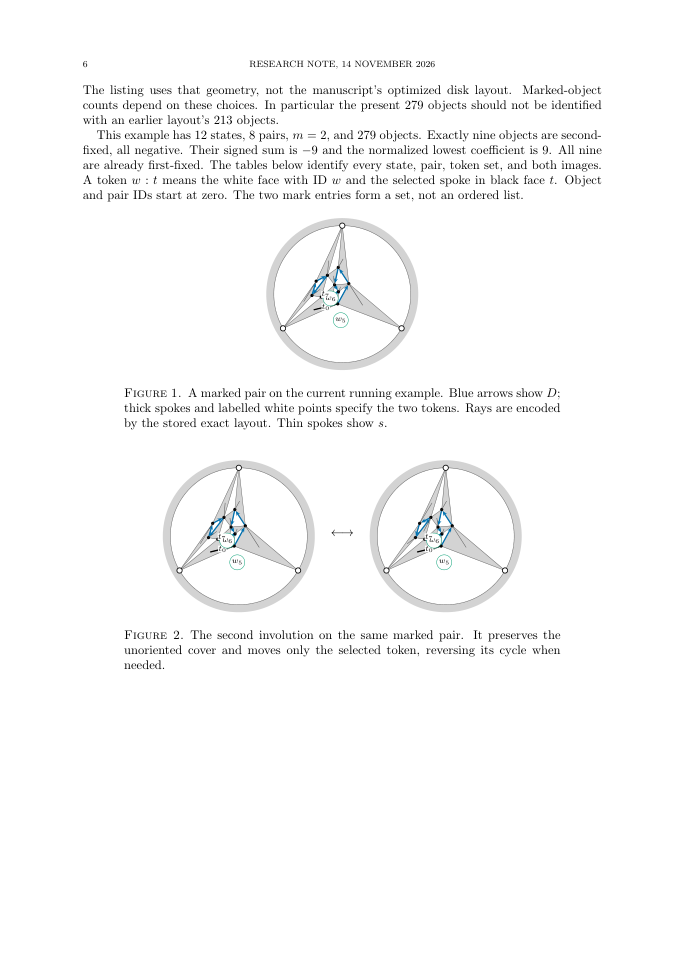 6 RESEARCH NOTE, 14 NOVEMBER 2026
The listing uses that geometry, not the manuscript's optimized disk layout. Marked-object
counts depend on these choices. In particular the present 279 objects should not be identified
with an earlier layout's 213 objects.
This example has 12 states, 8 pairs, m = 2, and 279 objects. Exactly nine objects are second-
fixed, all negative. Their signed sum is −9 and the normalized lowest coefficient is 9. All nine
are already first-fixed. The tables below identify every state, pair, token set, and both images.
A token w : t means the white face with ID w and the selected spoke in black face t. Object
and pair IDs start at zero. The two mark entries form a set, not an ordered list.
w₆
w₅
FIGURE 1. A marked pair on the current running example. Blue arrows show D;
thick spokes and labelled white points specify the two tokens. Rays are encoded
by the stored exact layout. Thin spokes show s.
w₆
w₅
⟷
w₆
w₅
FIGURE 2. The second involution on the same marked pair. It preserves the
unoriented cover and moves only the selected token, reversing its cycle when
needed.